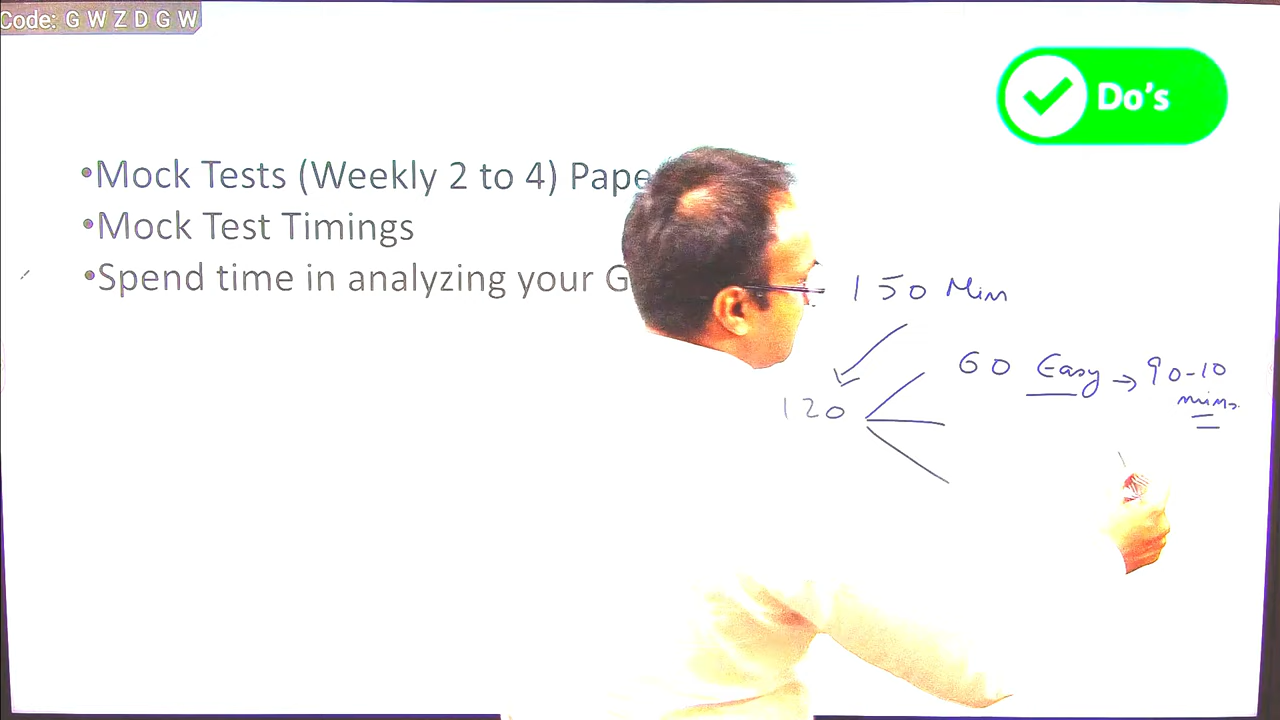 Code: G W Z D G W
Do's
•Mock Tests (Weekly 2 to 4) Pape
•Mock Test Timings
•Spend time in analyzing your G
150 Min
60 Easy → 90-10
mins
120